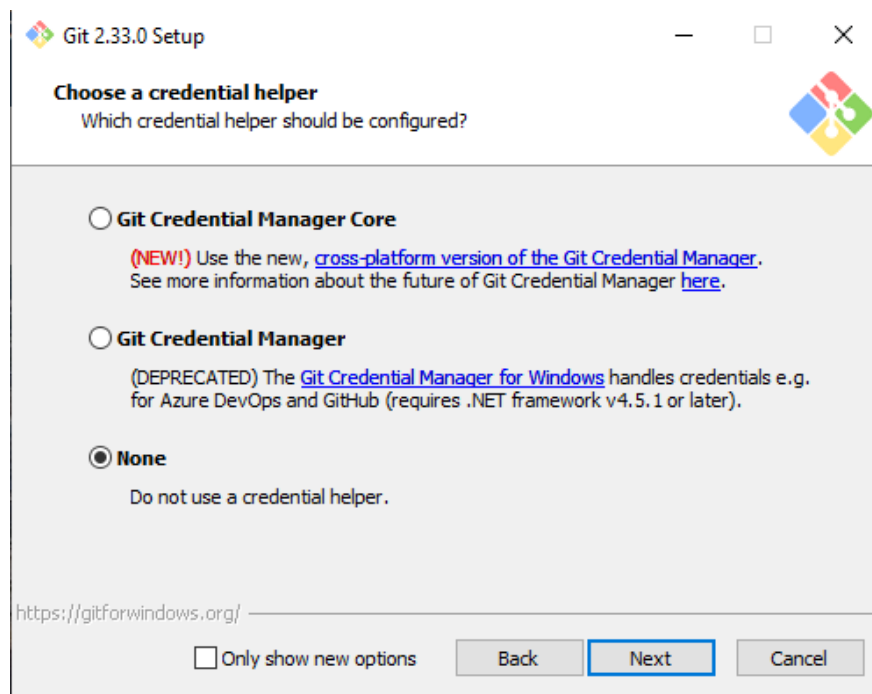 Git 2.33.0 Setup
Choose a credential helper
Which credential helper should be configured?
Git Credential Manager Core
(NEW!) Use the new, cross-platform version of the Git Credential Manager.
See more information about the future of Git Credential Manager here.
Git Credential Manager
(DEPRECATED) The Git Credential Manager for Windows handles credentials e.g.
for Azure DevOps and GitHub (requires .NET framework v4.5.1 or later).
None
Do not use a credential helper.
https://gitforwindows.org/
Only show new options
Back
Next
Cancel